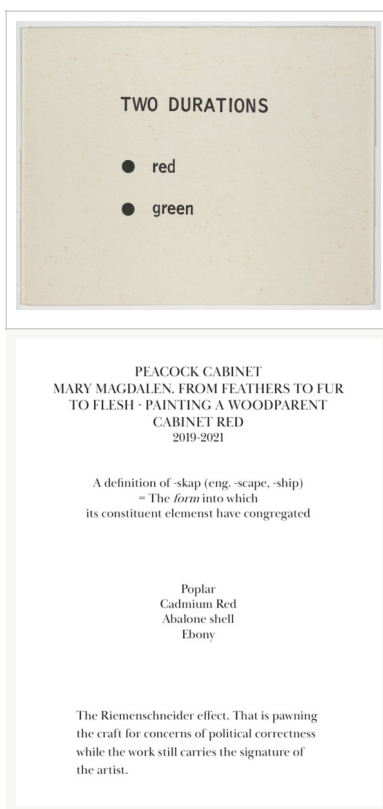 TWO DURATIONS
● red
● green
PEACOCK CABINET
MARY MAGDALEN. FROM FEATHERS TO FUR
TO FLESH - PAINTING A WOODPARENT
CABINET RED
2019-2021
A definition of -skap (eng. -scape, -ship)
= The form into which
its constituent elemenst have congregated
Poplar
Cadmium Red
Abalone shell
Ebony
The Riemenschneider effect. That is pawning
the craft for concerns of political correctness
while the work still carries the signature of
the artist.